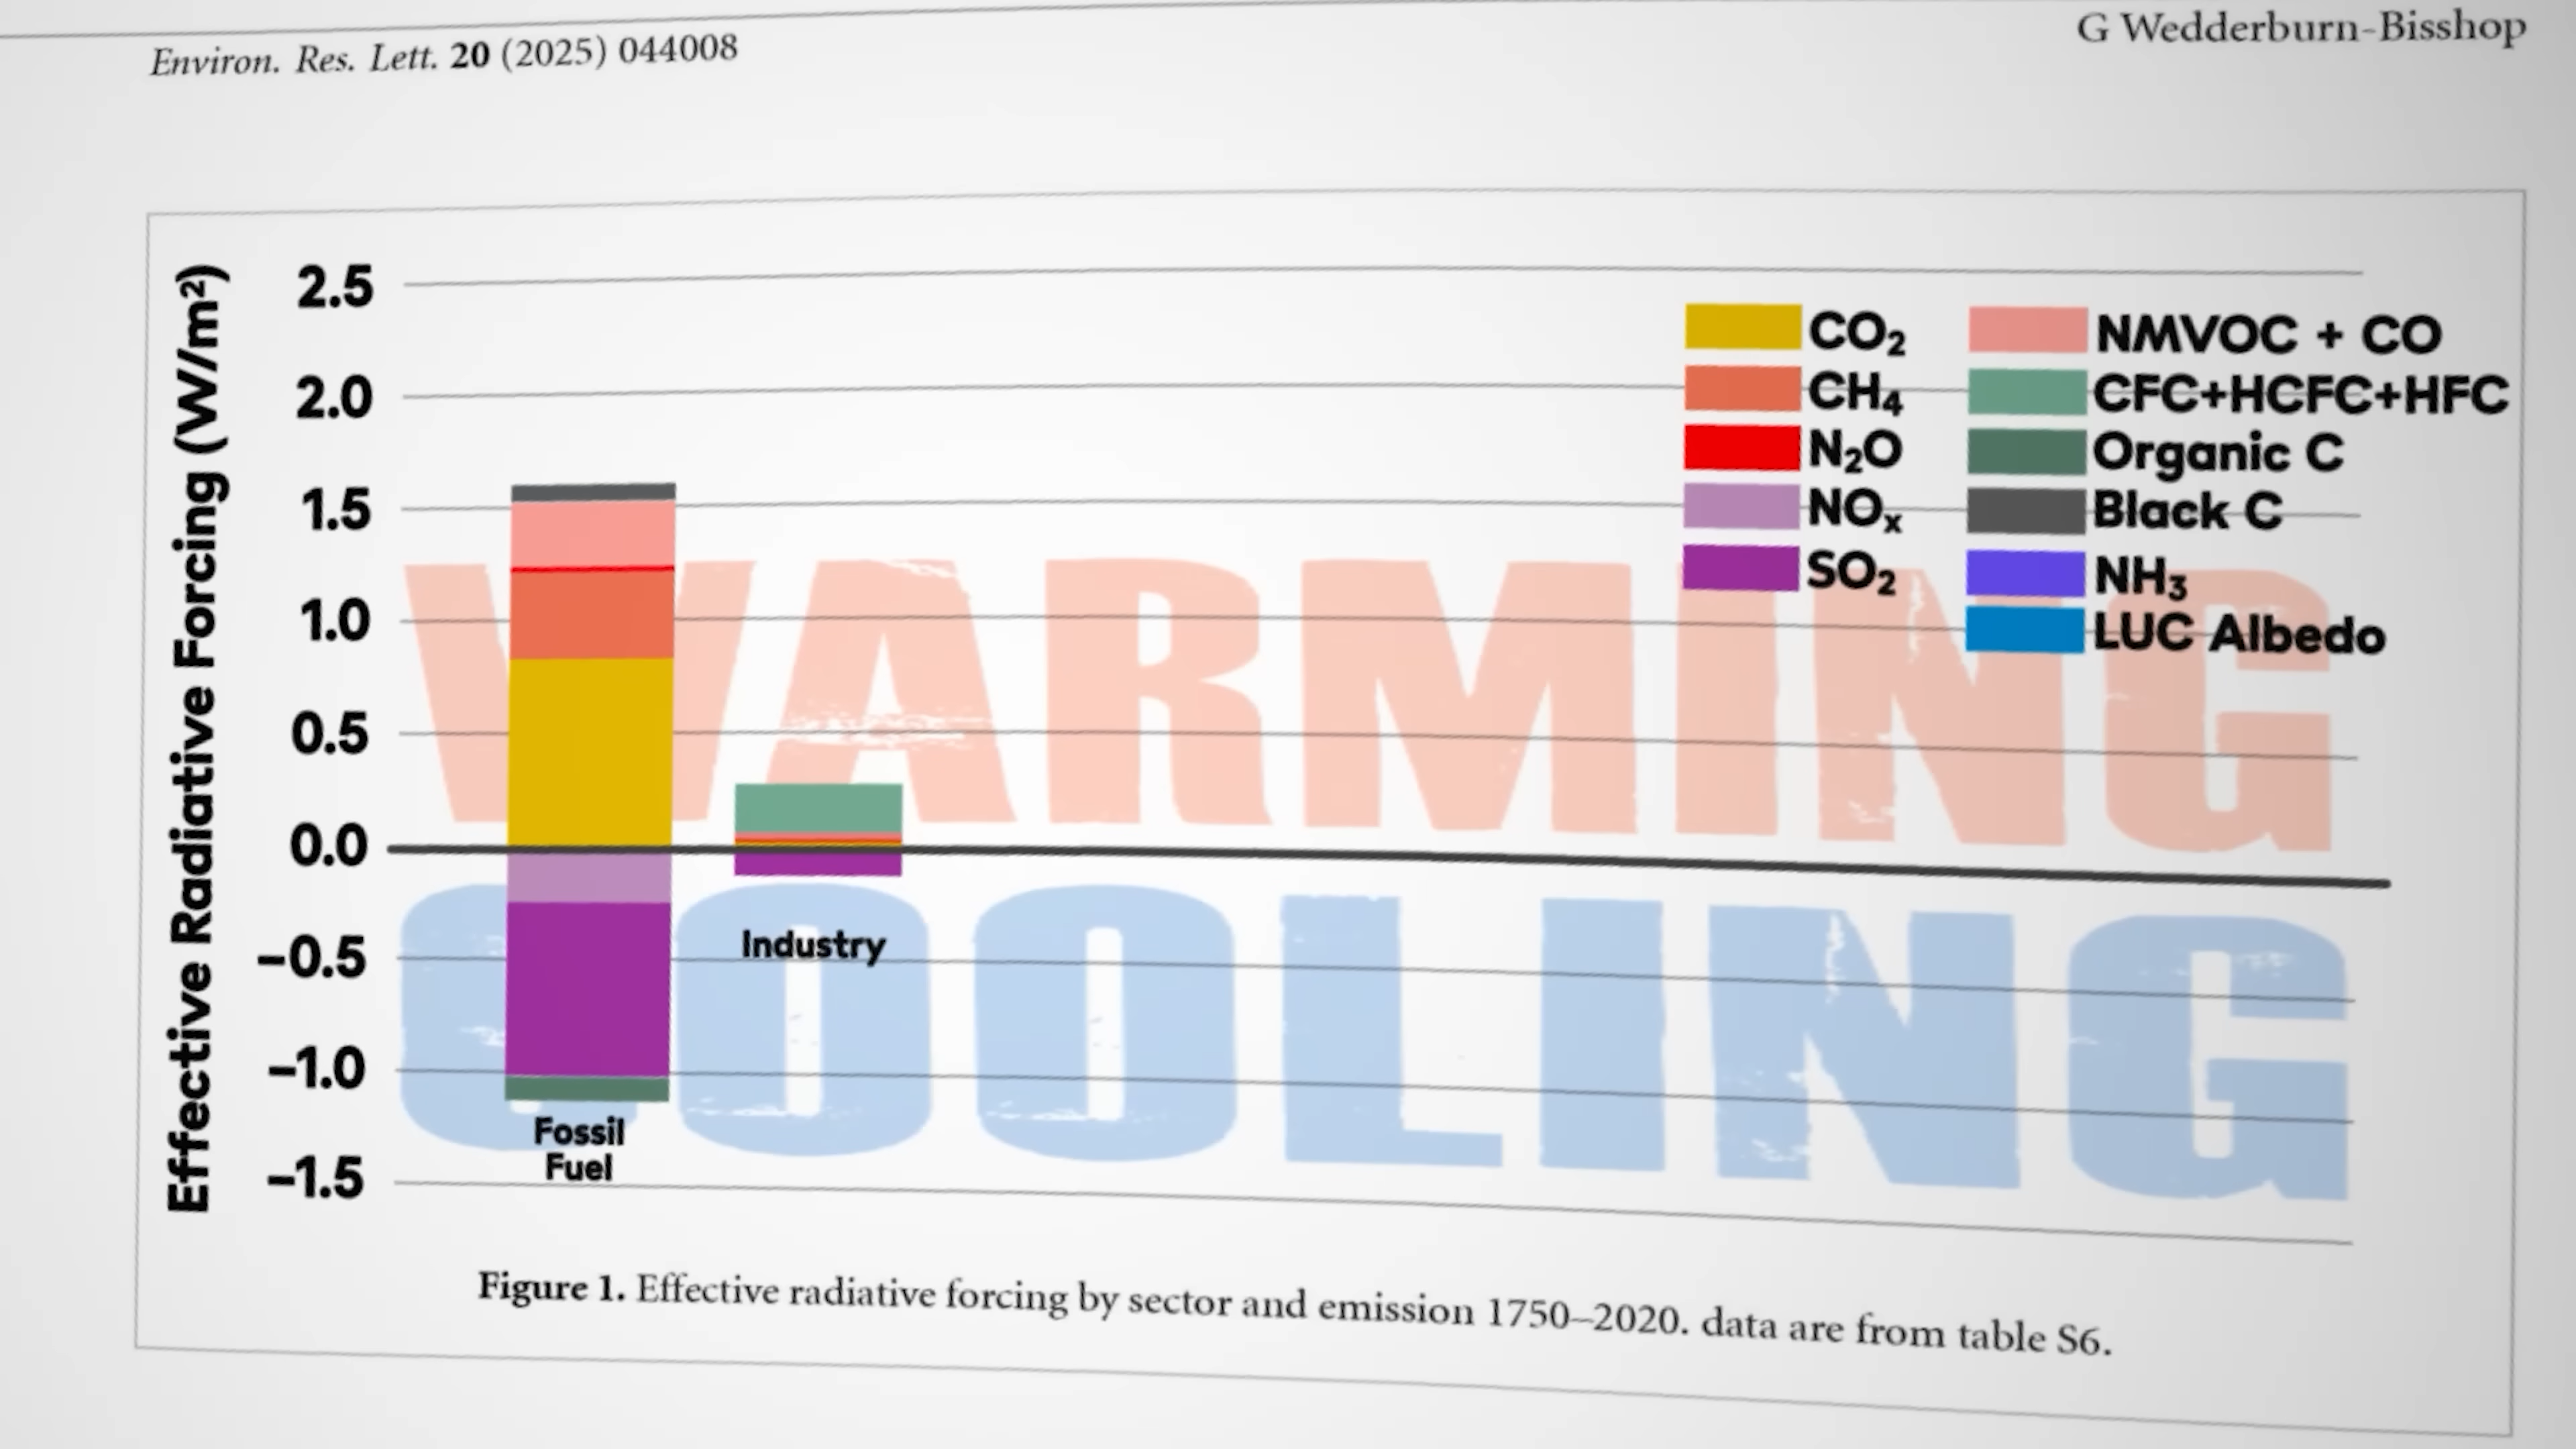 Environ. Res. Lett. 20 (2025) 044008
G Wedderburn-Bisshop
Effective Radiative Forcing (W/m²)
2.5
2.0
1.5
1.0
0.5
0.0
−0.5
−1.0
−1.5
CO₂
CH₄
N₂O
NOₓ
SO₂
NMVOC + CO
CFC+HCFC+HFC
Organic C
Black C
NH₃
LUC Albedo
WARMING
COOLING
Industry
Fossil
Fuel
Figure 1. Effective radiative forcing by sector and emission 1750–2020. data are from table S6.